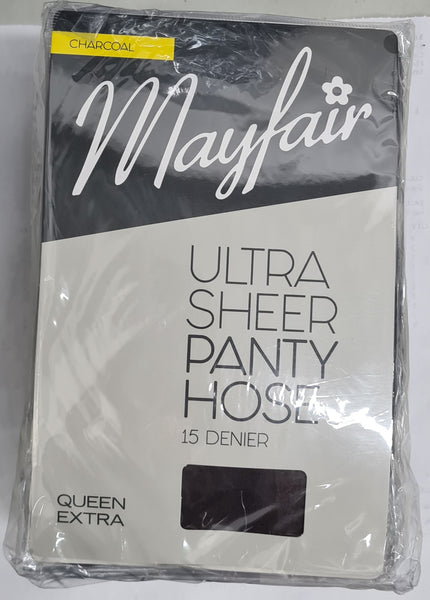 CHARCOAL
Mayfair
ULTRA
SHEER
PANTY
HOSE
15 DENIER
QUEEN
EXTRA